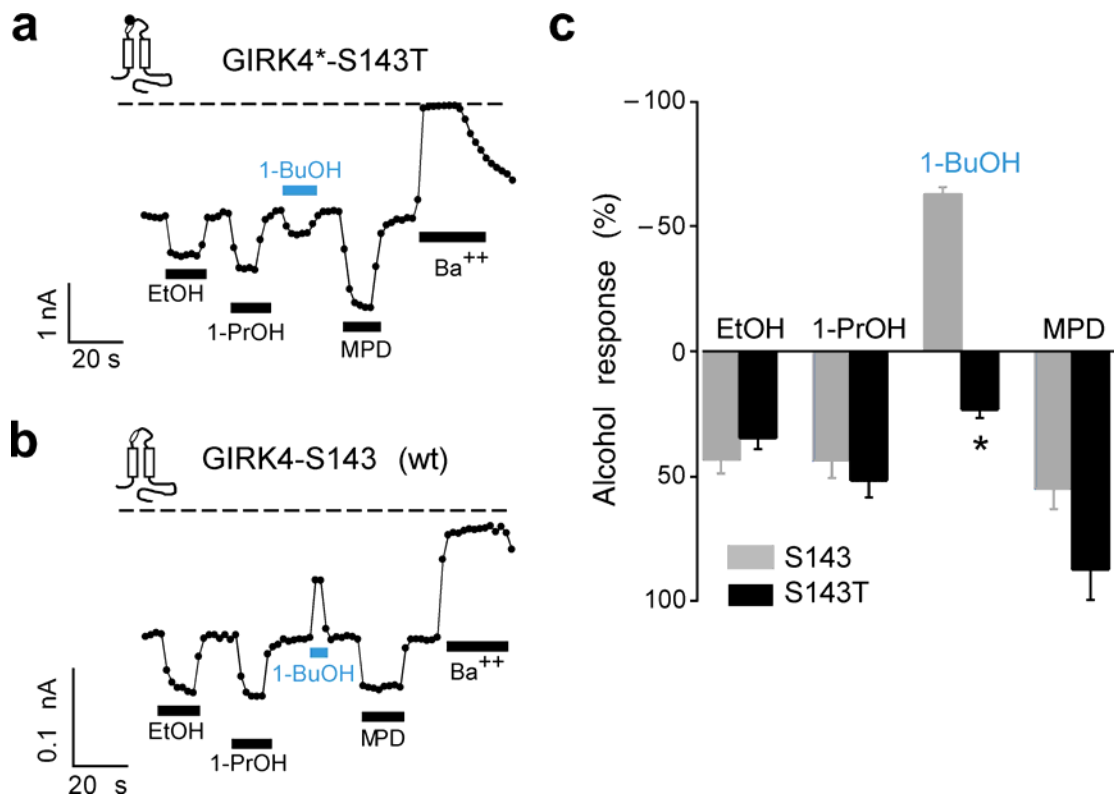 a
GIRK4*-S143T
1-BuOH
EtOH
1-PrOH
MPD
Ba++
1 nA
20 s
b
GIRK4-S143 (wt)
1-BuOH
EtOH
1-PrOH
MPD
Ba++
0.1 nA
20 s
c
Alcohol response (%)
– 100
–50
0
50
100
1-BuOH
EtOH
1-PrOH
MPD
*
S143
S143T